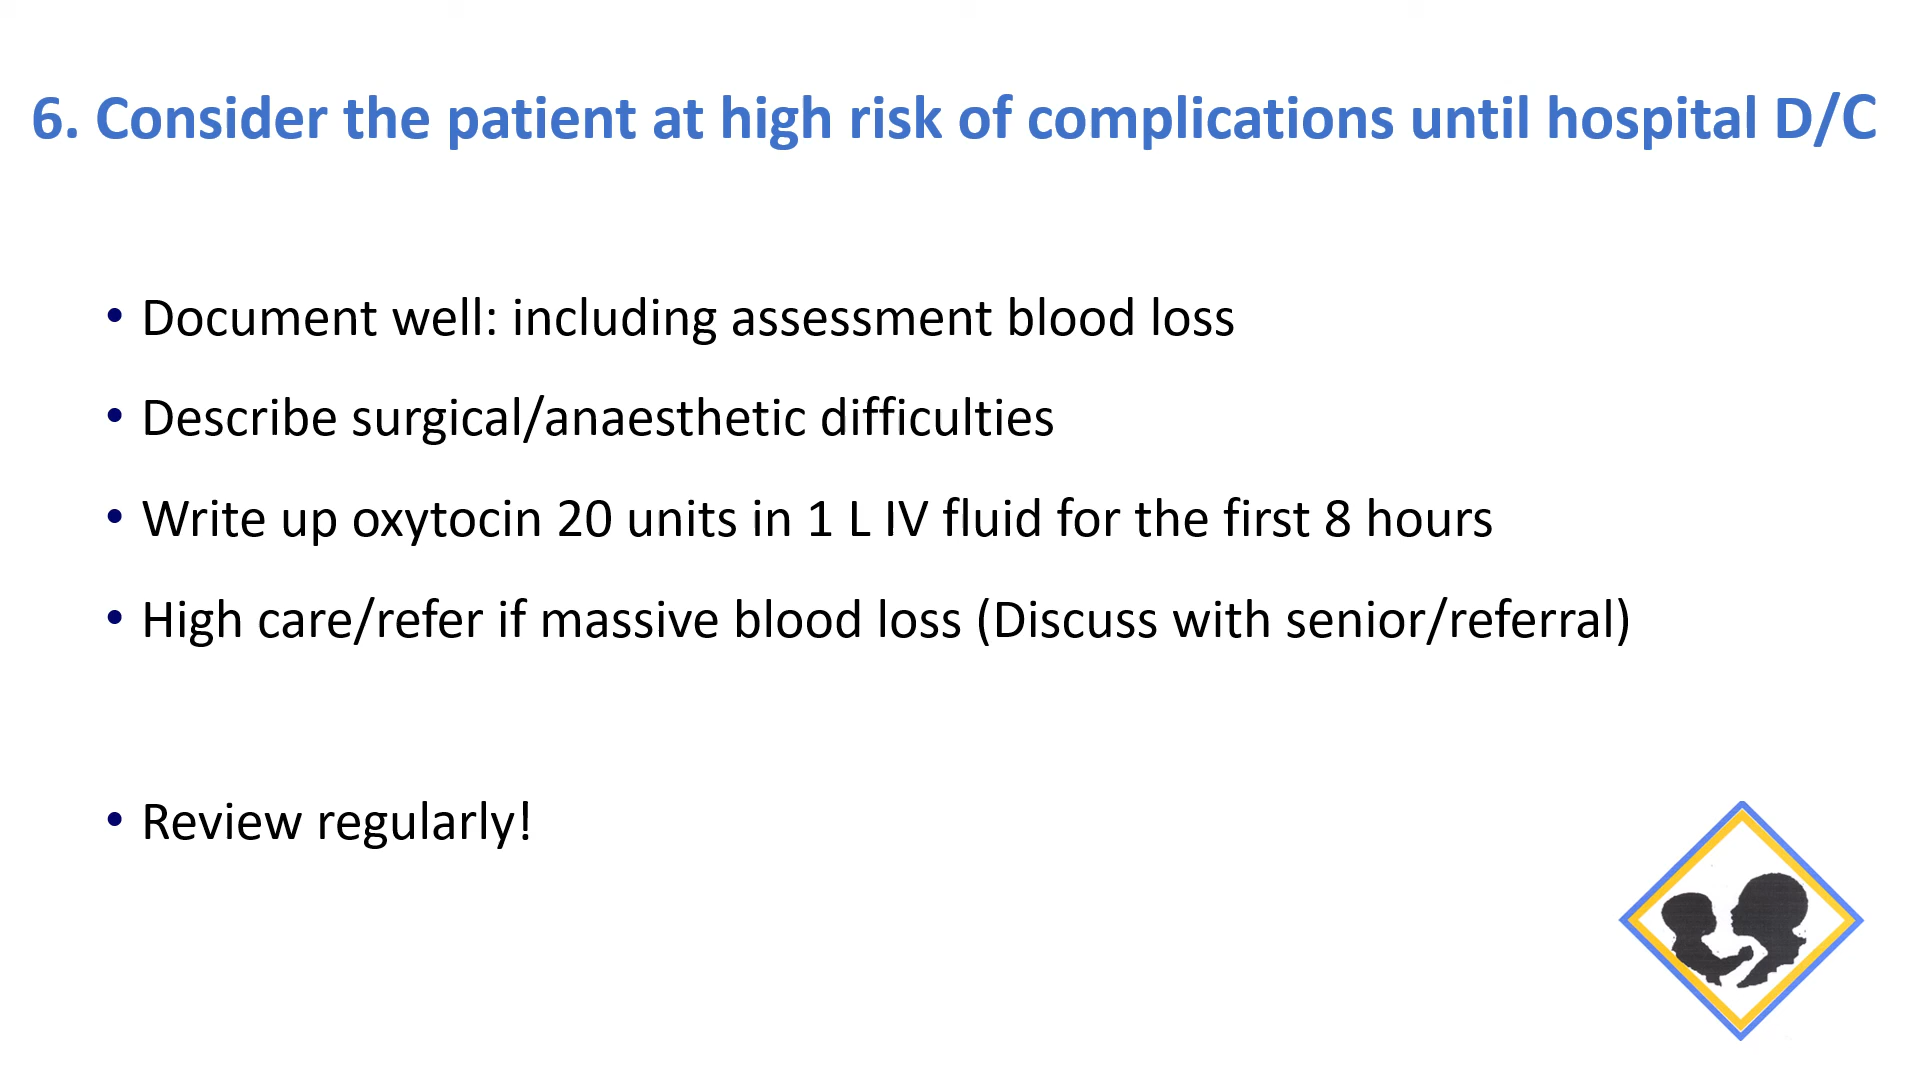 6. Consider the patient at high risk of complications until hospital D/C
• Document well: including assessment blood loss
• Describe surgical/anaesthetic difficulties
• Write up oxytocin 20 units in 1 L IV fluid for the first 8 hours
• High care/refer if massive blood loss (Discuss with senior/referral)
• Review regularly!